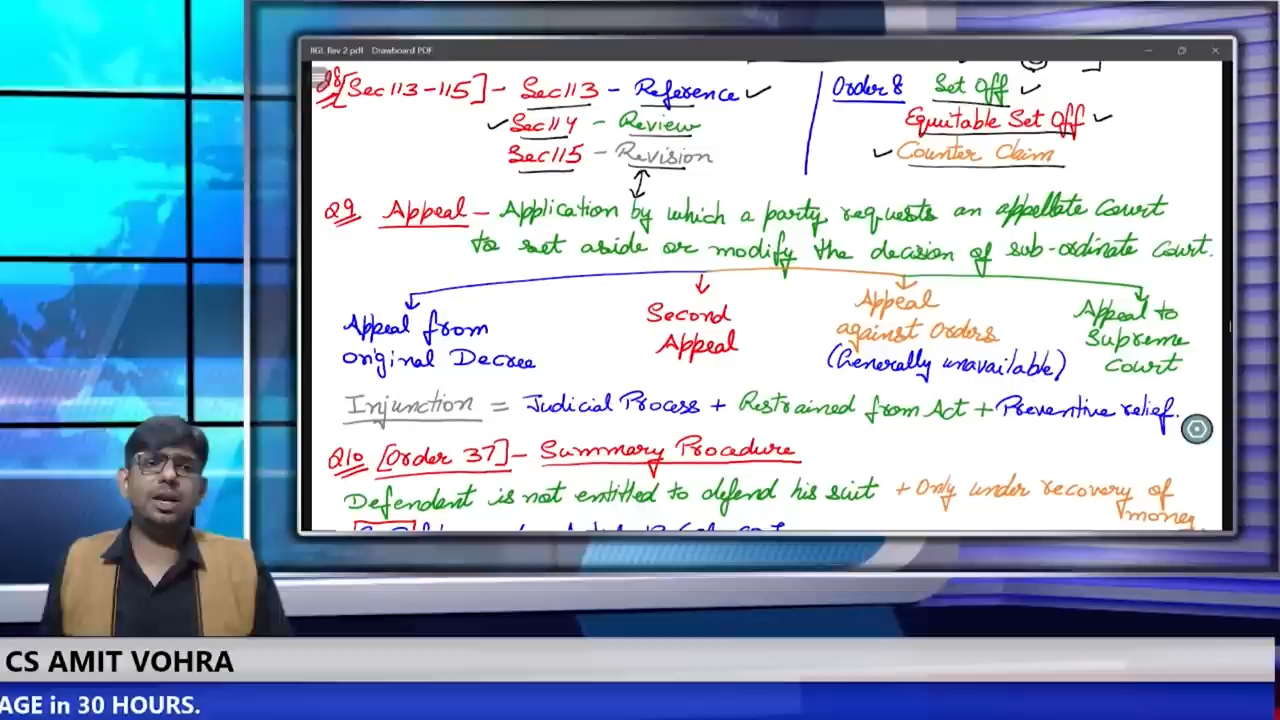 JIGL Rev 2.pdf Drawboard PDF
Q8 [Sec 113-115] - Sec 113 - Reference
Sec 114 - Review
Sec 115 - Revision
Order 8 Set Off
Equitable Set Off
Counter Claim
Q9 Appeal - Application by which a party requests an appellate Court
to set aside or modify the decision of sub-ordinate Court.
Appeal from
original Decree
Second
Appeal
Appeal
against Orders
(Generally unavailable)
Appeal to
Supreme
Court
Injunction = Judicial Process + Restrained from Act + Preventive relief.
Q10 [Order 37] - Summary Procedure
Defendent is not entitled to defend his suit + Only under recovery of
money.
CS AMIT VOHRA
AGE in 30 HOURS.